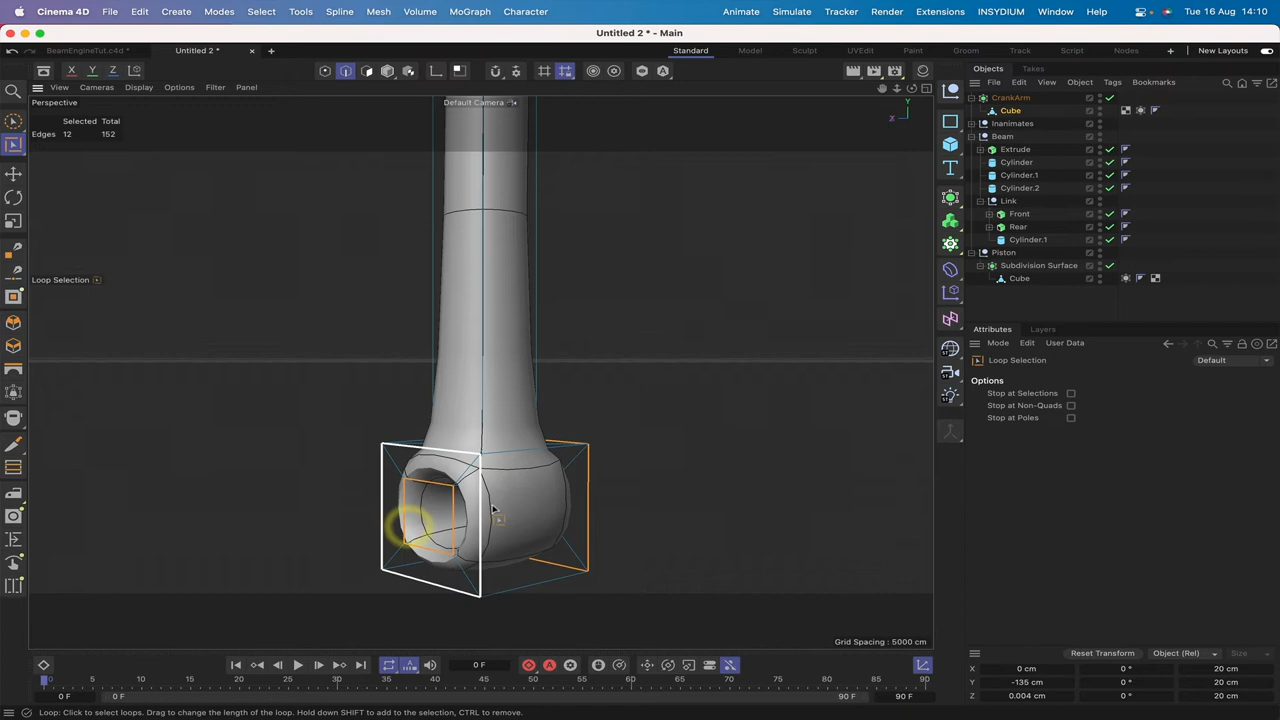 Cinema 4D File Edit Create Modes Select Tools Spline Mesh Volume MoGraph Character Animate Simulate Tracker Render Extensions INSYDIUM Window Help Tue 16 Aug 14:10
Untitled 2 * - Main
BeamEngineTut.c4d * Untitled 2 * Standard Model Sculpt UVEdit Paint Groom Track Script Nodes New Layouts
X Y Z
Objects Takes
View Cameras Display Options Filter Panel
File Edit View Object Tags Bookmarks
Perspective Default Camera
CrankArm
Cube
Selected Total
Edges 12 152
Inanimates
Beam
Extrude
Cylinder
Cylinder.1
Cylinder.2
Link
Front
Rear
Cylinder.1
Piston
Subdivision Surface
Cube
Loop Selection
Attributes Layers
Mode Edit User Data
Loop Selection Default
Options
Stop at Selections
Stop at Non-Quads
Stop at Poles
Y
X
ST
ST
ST
Grid Spacing : 5000 cm
Reset Transform Object (Rel) Size
0 F
X 0 cm 0 ° 20 cm
0 5 10 15 20 25 30 35 40 45 50 55 60 65 70 75 80 85 90
Y -135 cm 0 ° 20 cm
0 F 0 F 90 F 90 F
Z 0.004 cm 0 ° 20 cm
Loop: Click to select loops. Drag to change the length of the loop. Hold down SHIFT to add to the selection, CTRL to remove.